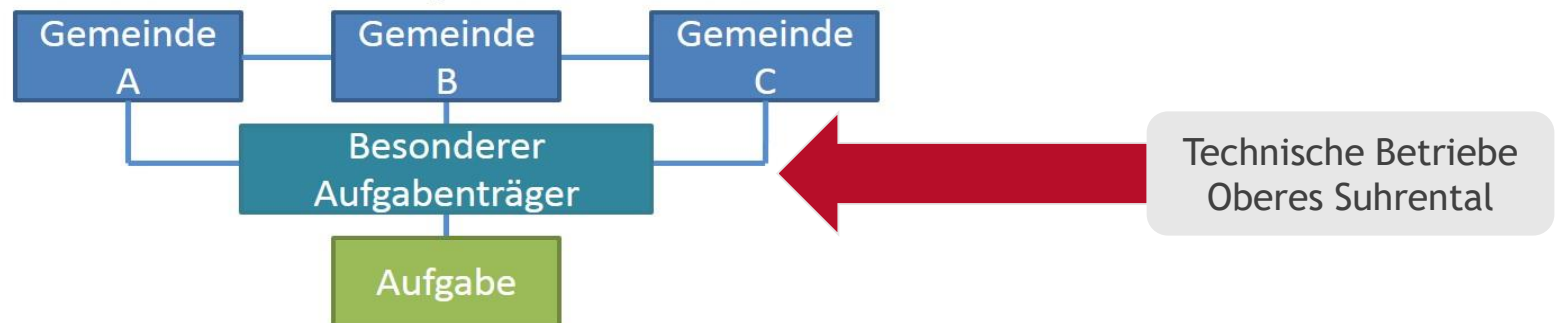 Gemeinde
A
Gemeinde
B
Gemeinde
C
Besonderer
Aufgabenträger
Technische Betriebe
Oberes Suhrental
Aufgabe